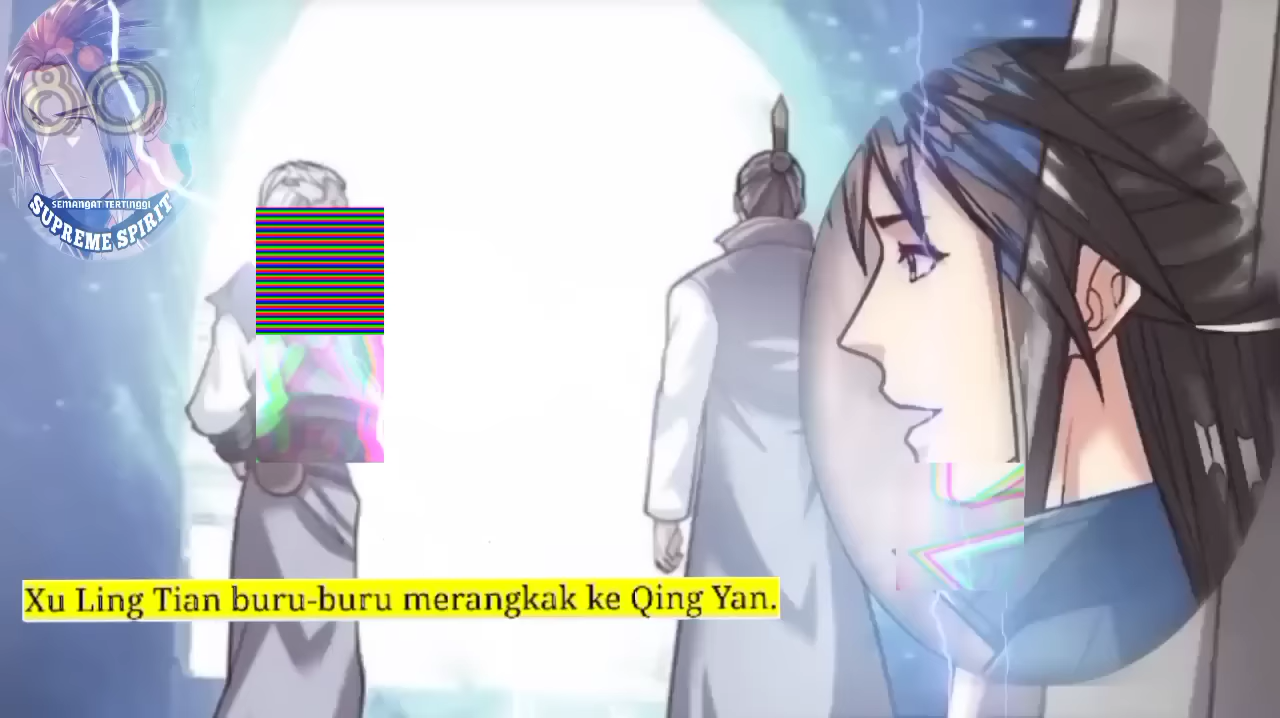 80
SEMANGAT TERTINGGI
SUPREME SPIRIT
Xu Ling Tian buru-buru merangkak ke Qing Yan.